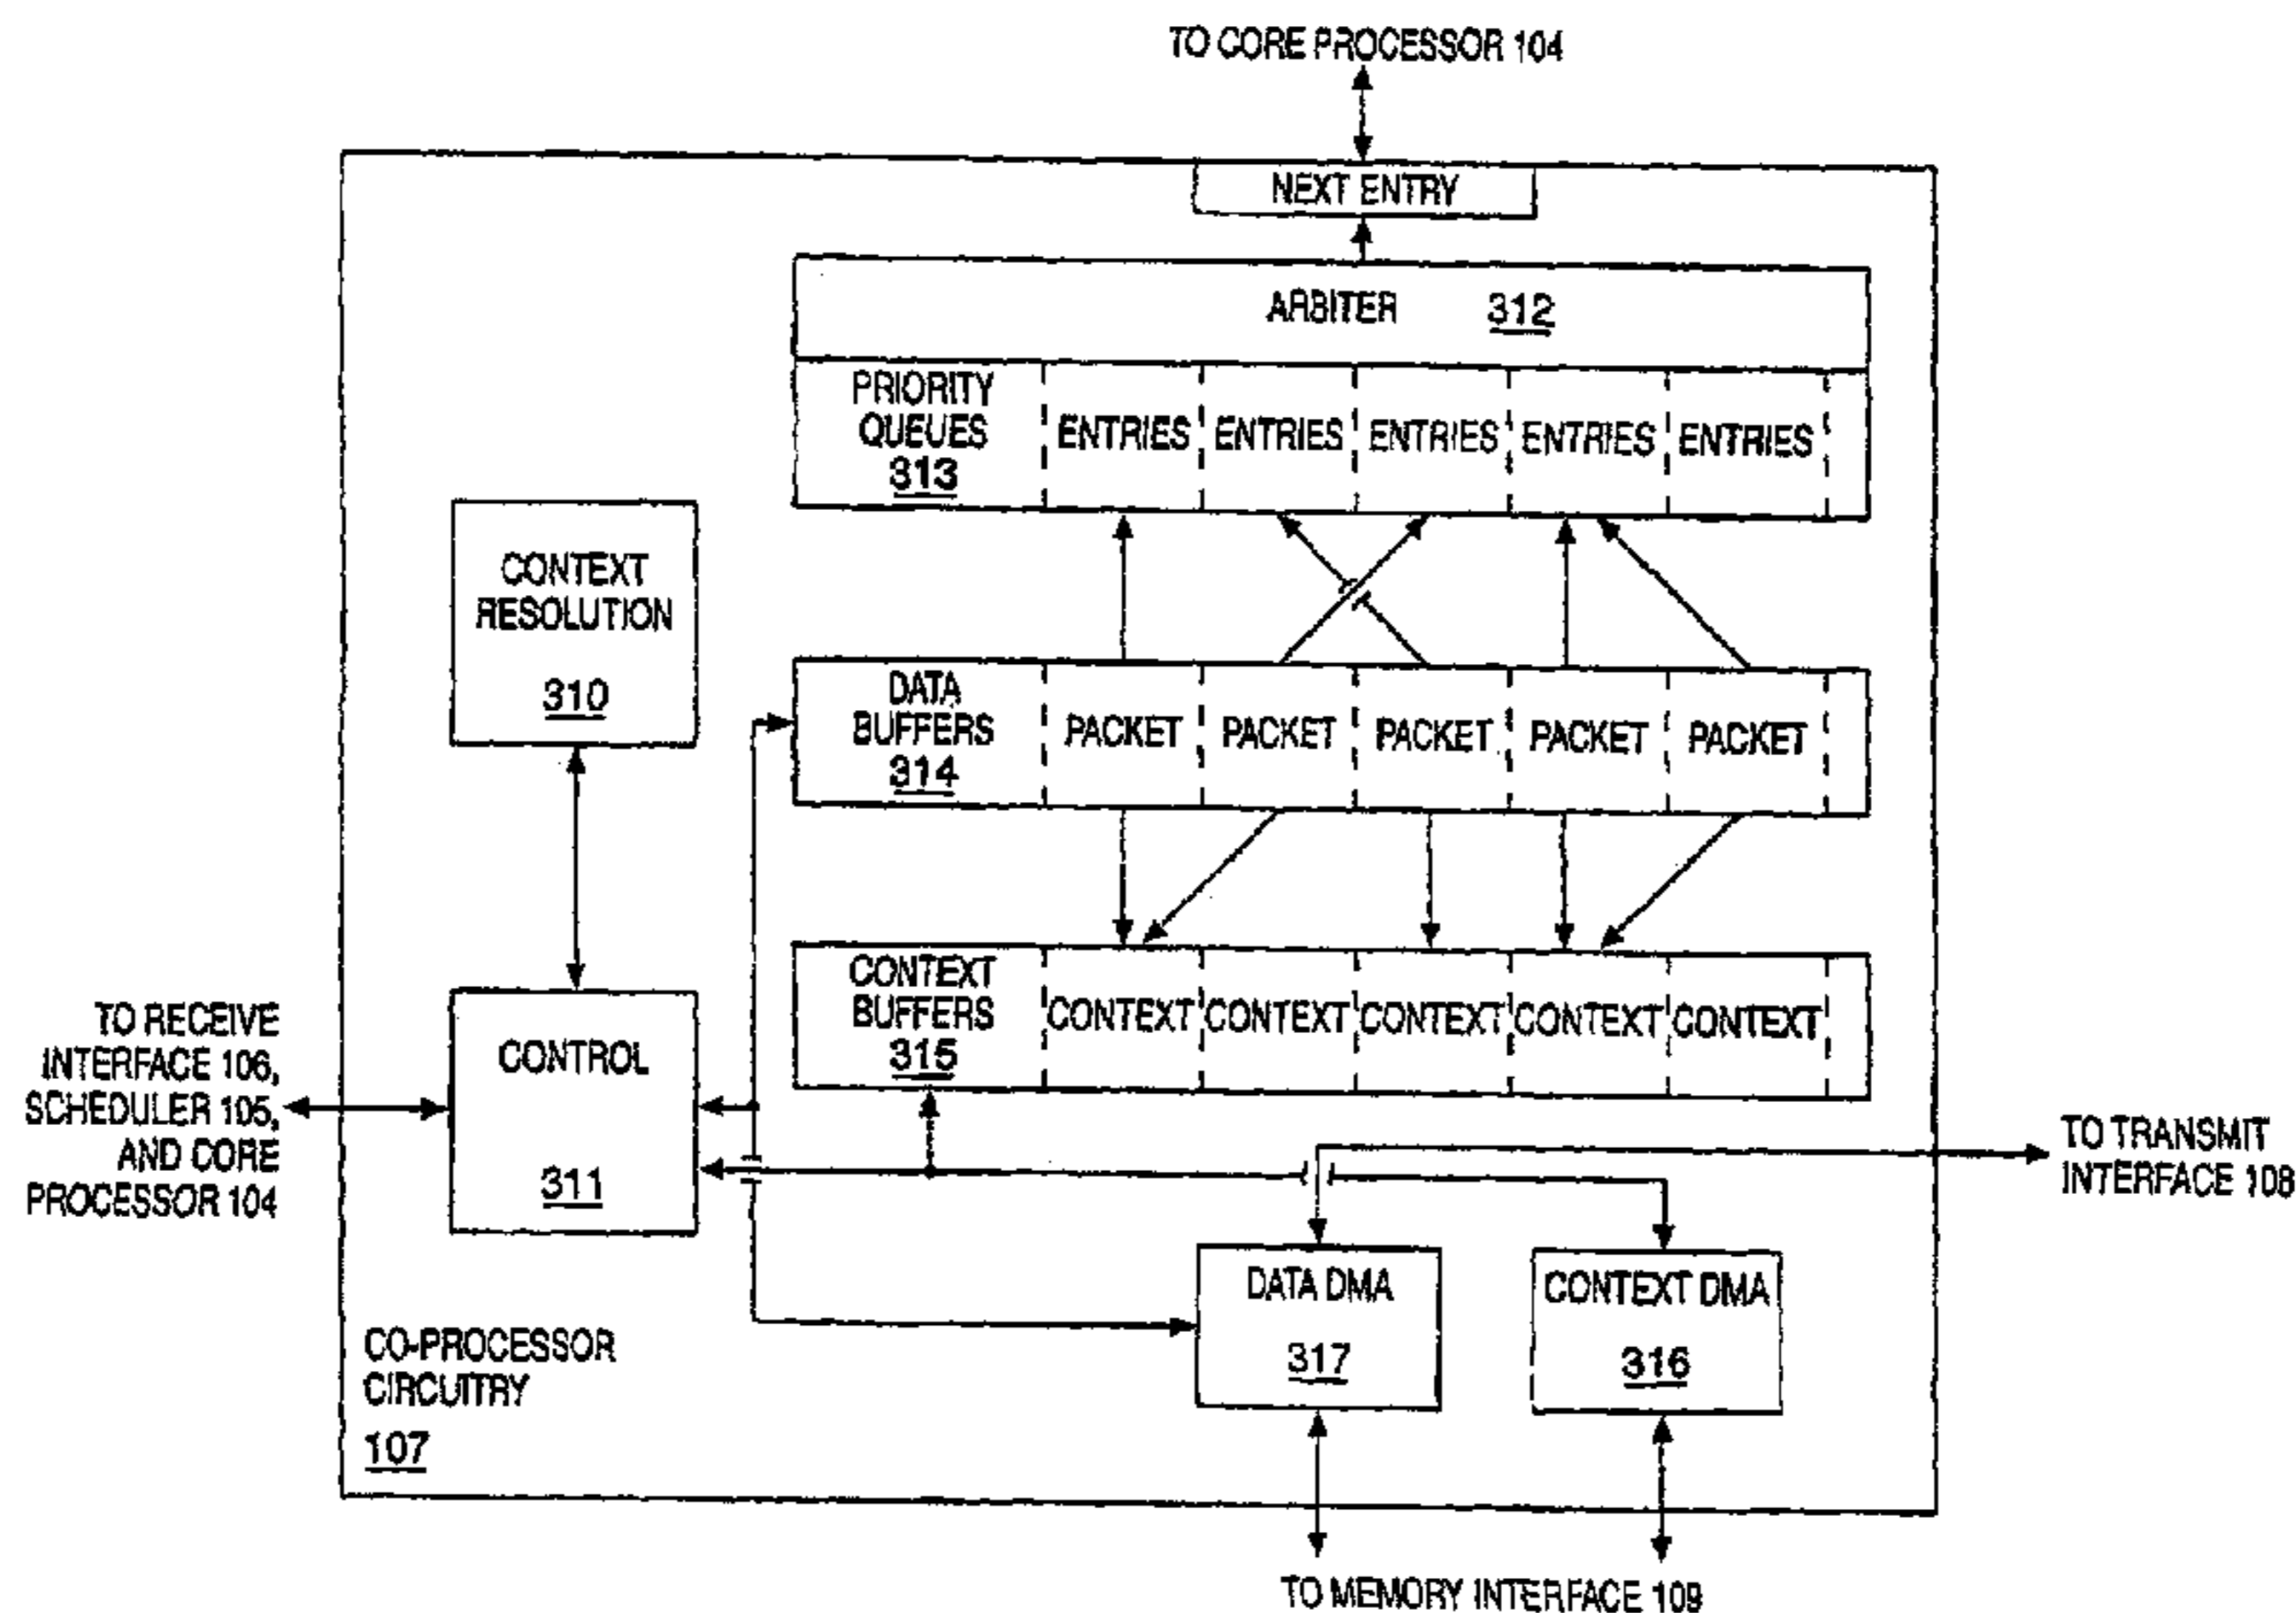 TO CORE PROCESSOR 104
NEXT ENTRY
ARBITER 312
PRIORITY
QUEUES
313
ENTRIES ENTRIES ENTRIES ENTRIES ENTRIES
CONTEXT
RESOLUTION
310
DATA
BUFFERS
314
PACKET PACKET PACKET PACKET PACKET
CONTEXT
BUFFERS
315
CONTEXT CONTEXT CONTEXT CONTEXT CONTEXT
TO RECEIVE
INTERFACE 106,
SCHEDULER 105,
AND CORE
PROCESSOR 104
CONTROL
311
TO TRANSMIT
INTERFACE 108
DATA DMA
317
CONTEXT DMA
316
CO-PROCESSOR
CIRCUITRY
107
TO MEMORY INTERFACE 109